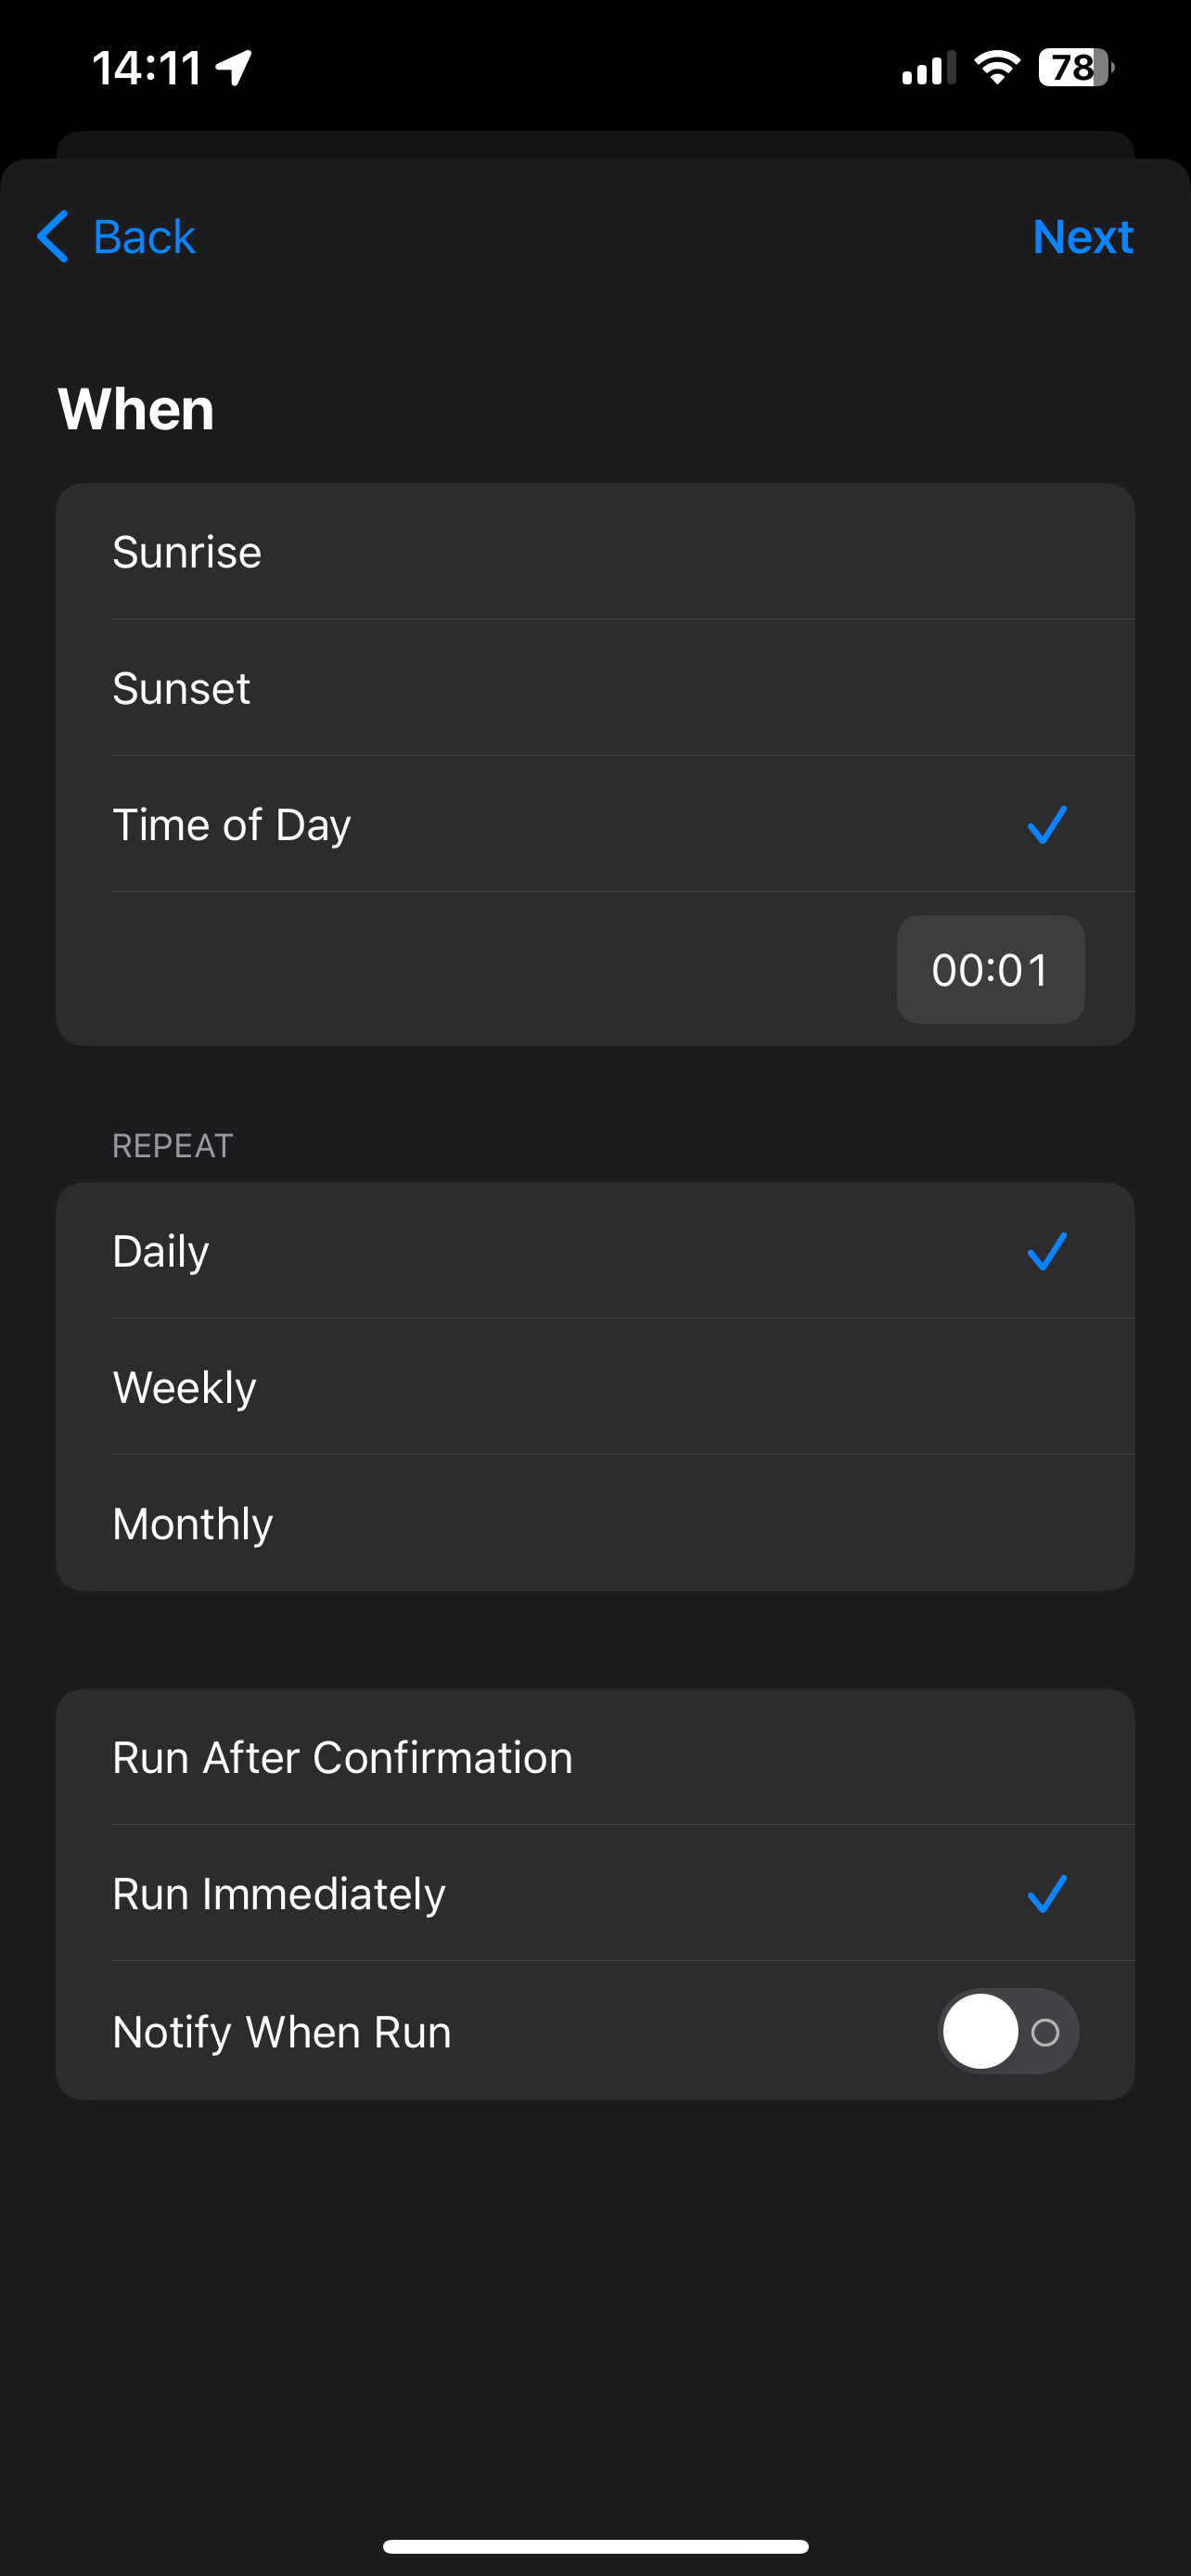 14:11
78
Back
Next
When
Sunrise
Sunset
Time of Day
00:01
REPEAT
Daily
Weekly
Monthly
Run After Confirmation
Run Immediately
Notify When Run